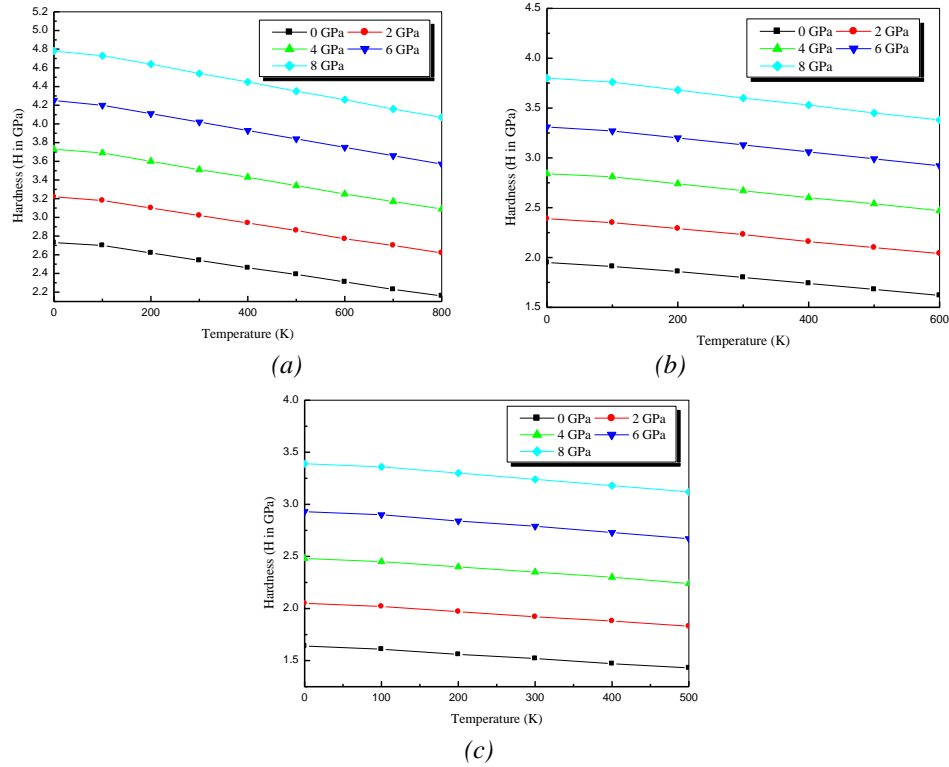 5.2
5.0
4.8
4.6
4.4
4.2
4.0
3.8
3.6
3.4
3.2
3.0
2.8
2.6
2.4
2.2
Hardness (H in GPa)
0 GPa 2 GPa
4 GPa 6 GPa
8 GPa
0 200 400 600 800
Temperature (K)
(a)
4.5
4.0
3.5
3.0
2.5
2.0
1.5
Hardness (H in GPa)
0 GPa 2 GPa
4 GPa 6 GPa
8 GPa
0 200 400 600
Temperature (K)
(b)
4.0
3.5
3.0
2.5
2.0
1.5
Hardness (H in GPa)
0 GPa 2 GPa
4 GPa 6 GPa
8 GPa
0 100 200 300 400 500
Temperature (K)
(c)